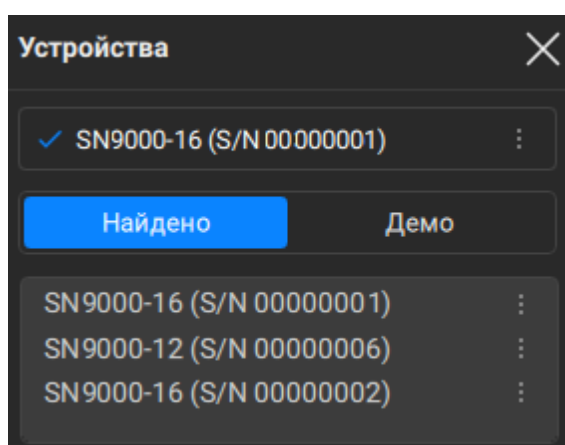 Устройства
SN9000-16 (S/N 00000001)
Найдено Демо
SN9000-16 (S/N 00000001)
SN9000-12 (S/N 00000006)
SN9000-16 (S/N 00000002)